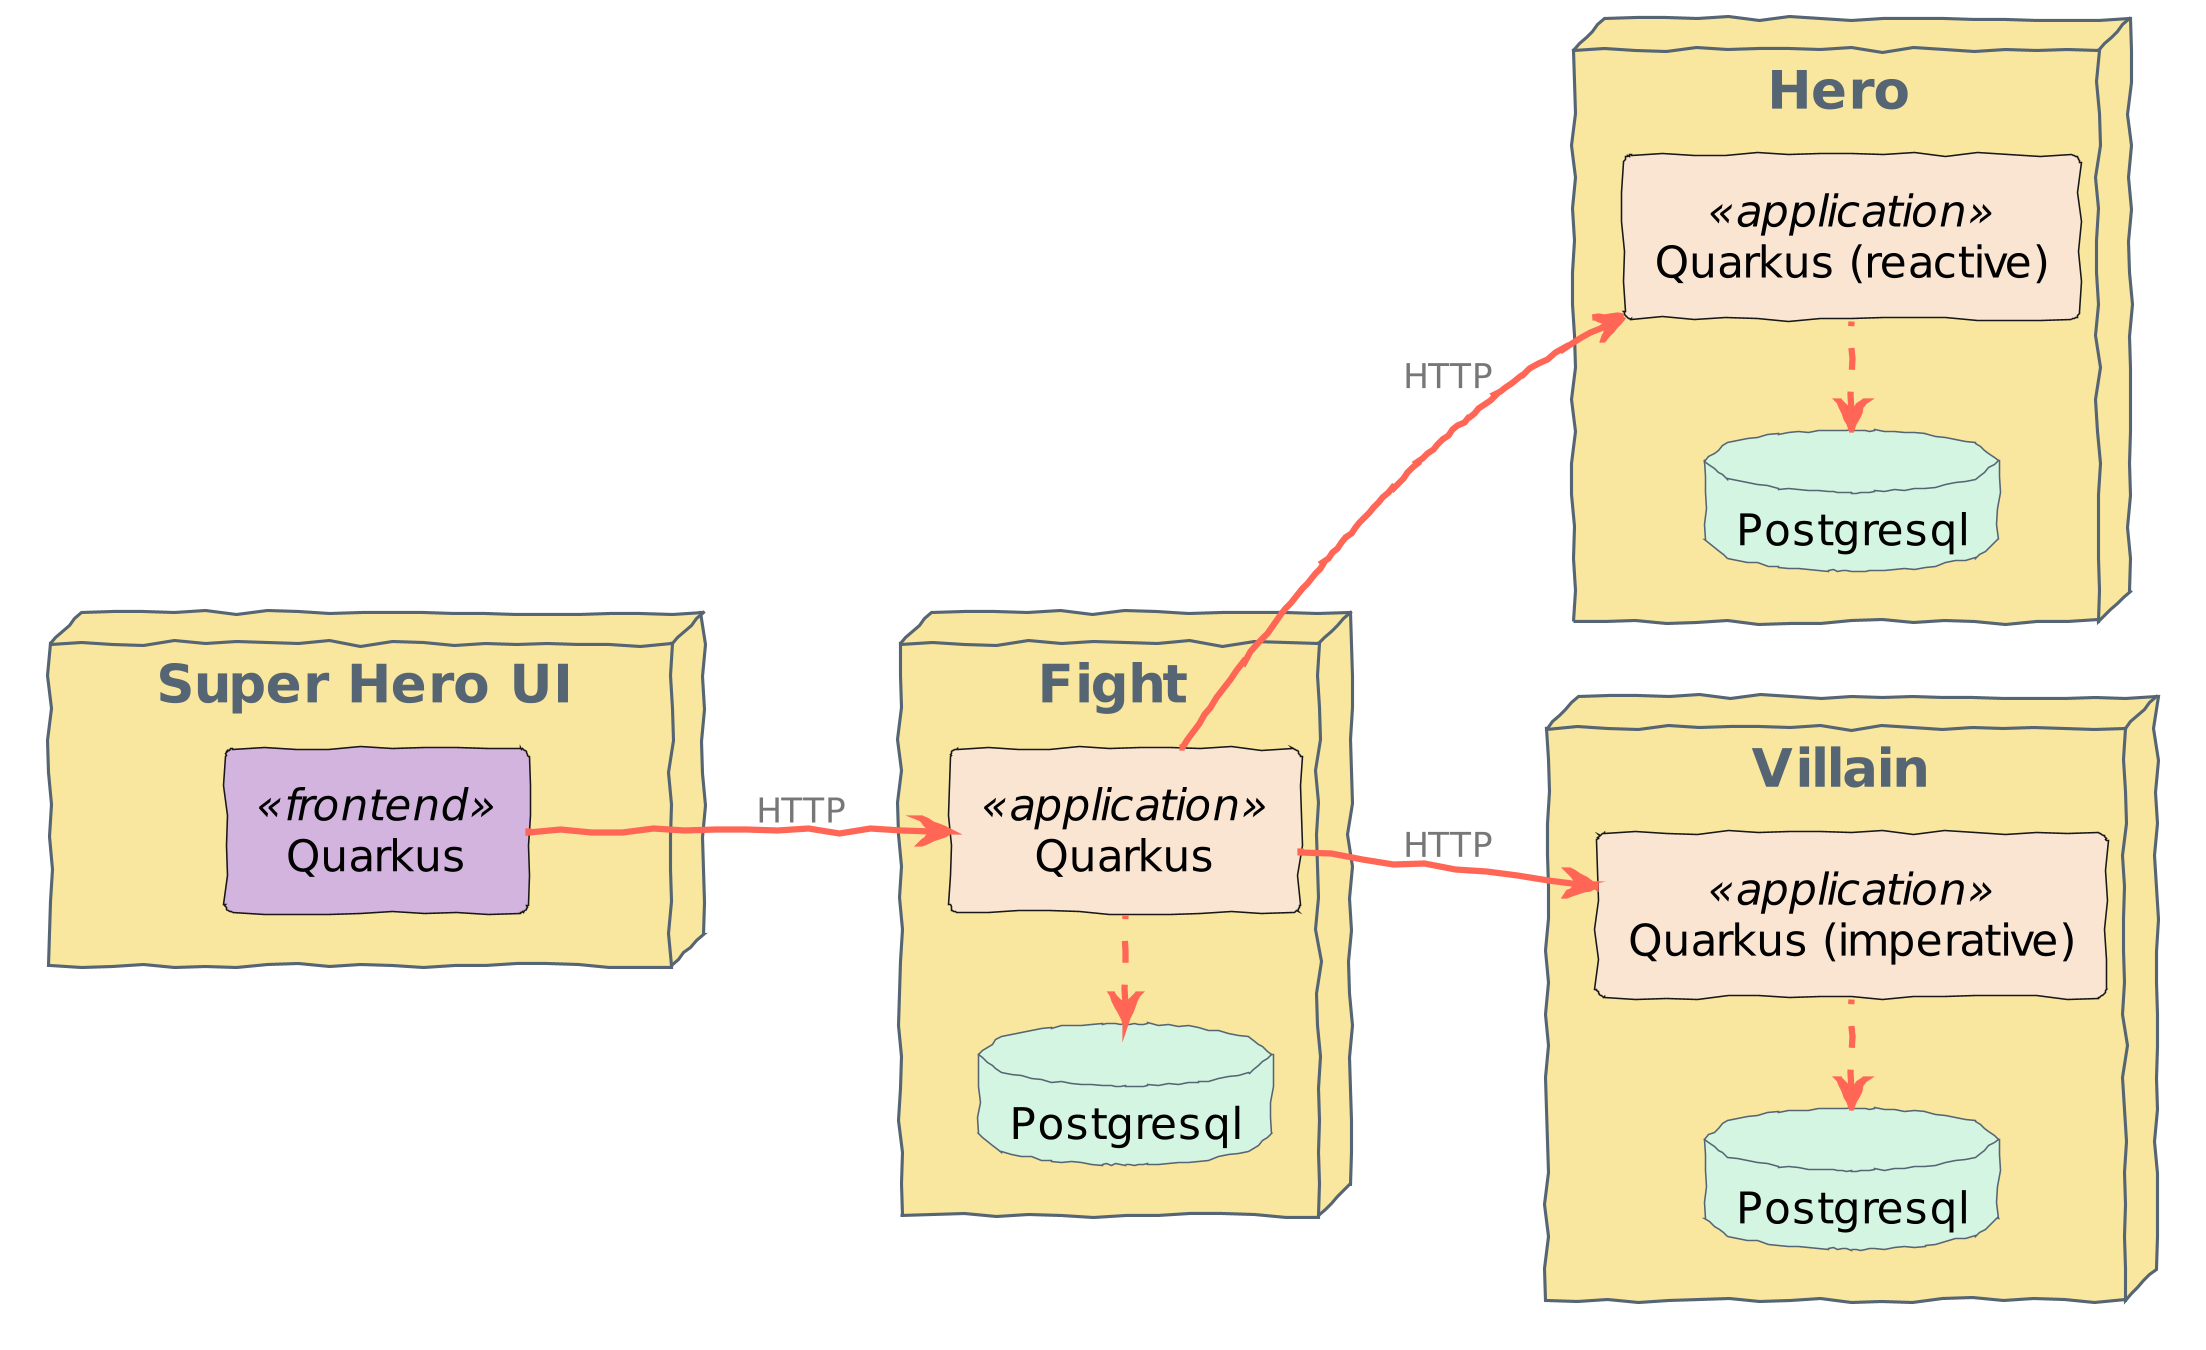 Hero
«application»
Quarkus (reactive)
HTTP
Postgresql
Super Hero UI
«frontend»
Quarkus
HTTP
Fight
«application»
Quarkus
Postgresql
HTTP
Villain
«application»
Quarkus (imperative)
Postgresql